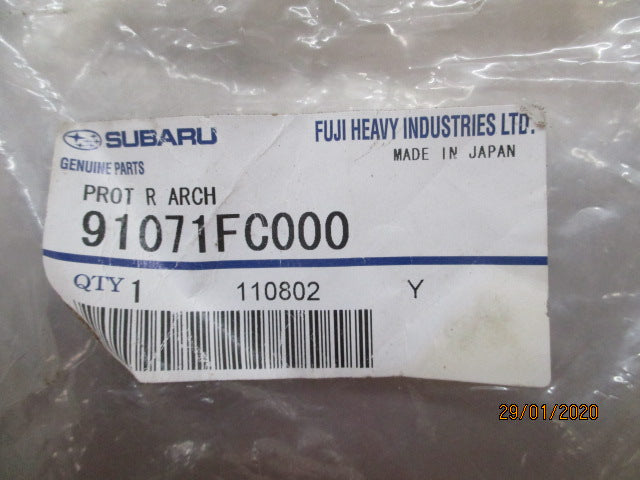 SUBARU
FUJI HEAVY INDUSTRIES LTD.
GENUINE PARTS
MADE IN JAPAN
PROT R ARCH
91071FC000
QTY 1 110802 Y
29/01/2020